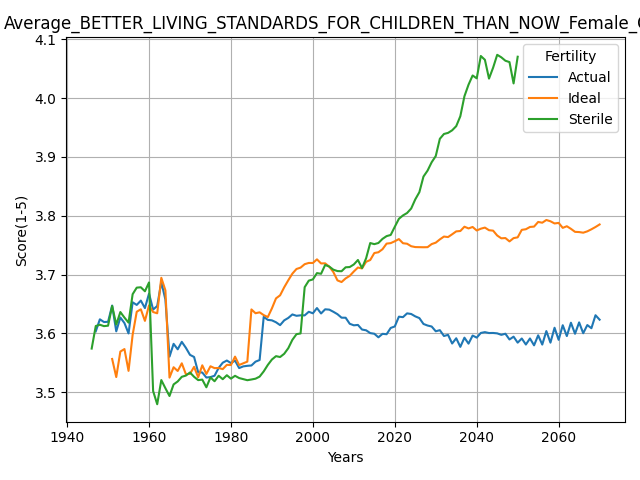 Average_BETTER_LIVING_STANDARDS_FOR_CHILDREN_THAN_NOW_Female_
4.1
4.0
3.9
3.8
3.7
3.6
3.5
Score(1-5)
Fertility
Actual
Ideal
Sterile
1940
1960
1980
2000
2020
2040
2060
Years